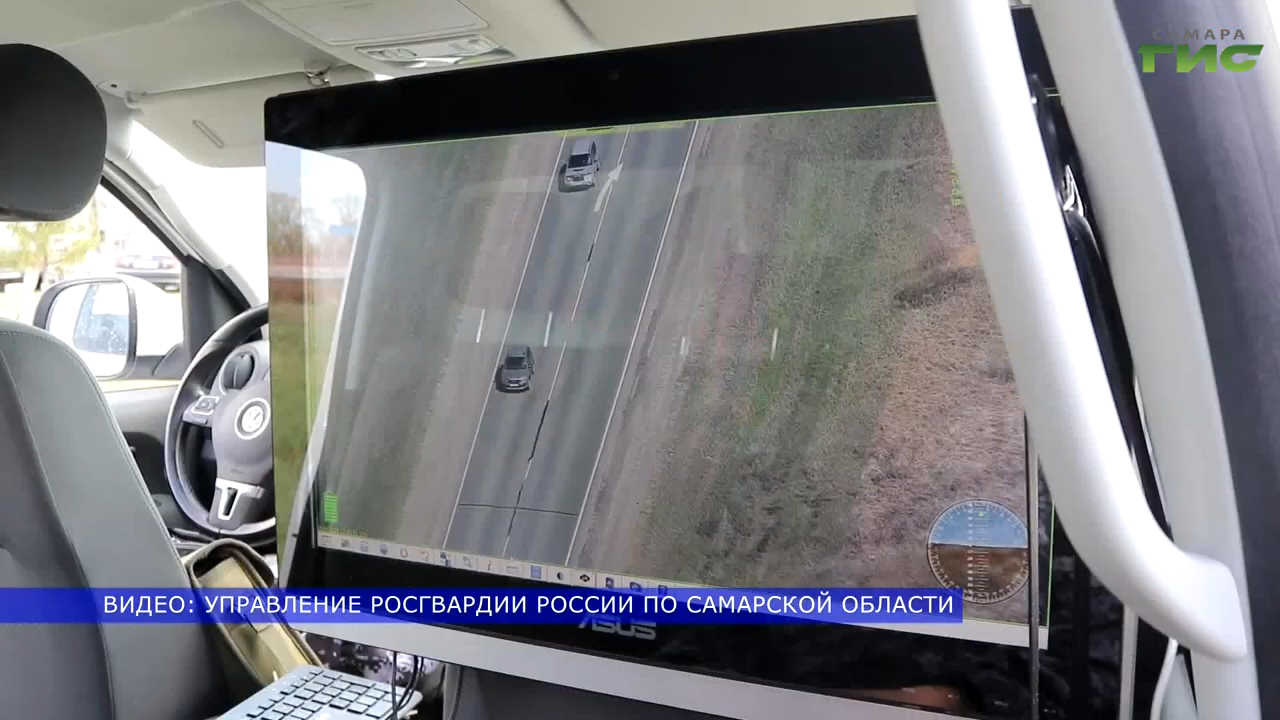 САМАРА
ГИС
ВИДЕО: УПРАВЛЕНИЕ РОСГВАРДИИ РОССИИ ПО САМАРСКОЙ ОБЛАСТИ
ASUS